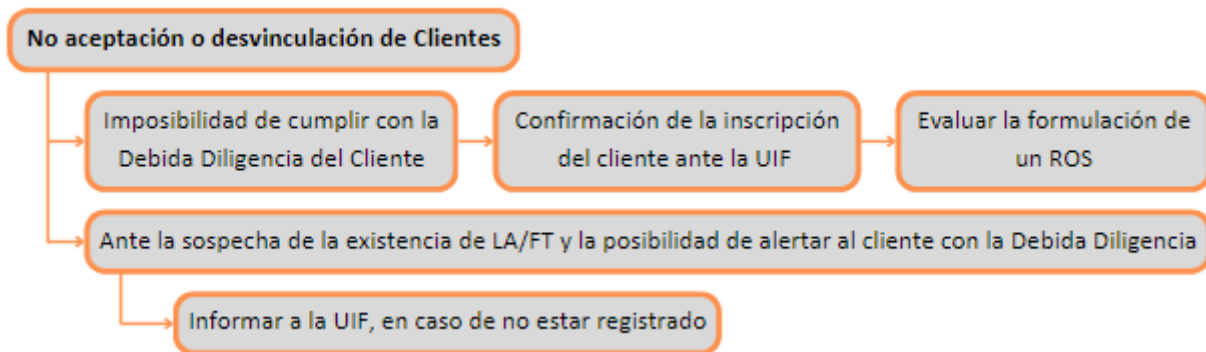 No aceptación o desvinculación de Clientes
Imposibilidad de cumplir con la
Debida Diligencia del Cliente
Confirmación de la inscripción
del cliente ante la UIF
Evaluar la formulación de
un ROS
Ante la sospecha de la existencia de LA/FT y la posibilidad de alertar al cliente con la Debida Diligencia
Informar a la UIF, en caso de no estar registrado